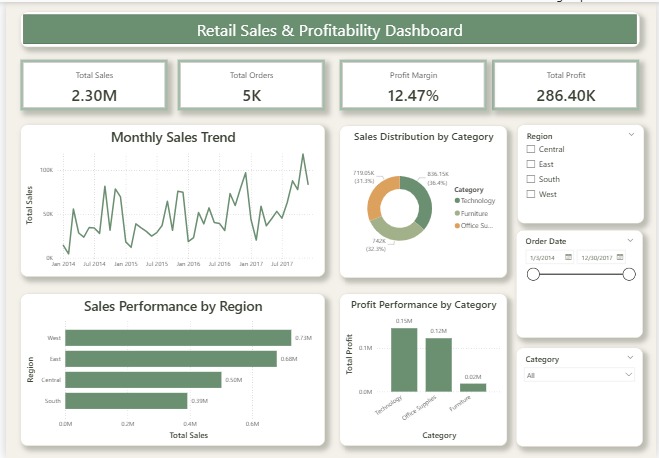 Retail Sales & Profitability Dashboard
Total Sales
2.30M
Total Orders
5K
Profit Margin
12.47%
Total Profit
286.40K
Monthly Sales Trend
Total Sales
100K
50K
0K
Jan 2014 Jul 2014 Jan 2015 Jul 2015 Jan 2016 Jul 2016 Jan 2017 Jul 2017
Sales Distribution by Category
719.05K
(31.3%)
836.15K
(36.4%)
742K
(32.3%)
Category
Technology
Furniture
Office Su...
Region
Central
East
South
West
Order Date
1/3/2014 12/30/2017
Category
All
Sales Performance by Region
Region
West 0.73M
East 0.68M
Central 0.50M
South 0.39M
0.0M 0.2M 0.4M 0.6M
Total Sales
Profit Performance by Category
Total Profit
0.1M
0.0M
0.15M
0.12M
0.02M
Technology
Office Supplies
Furniture
Category